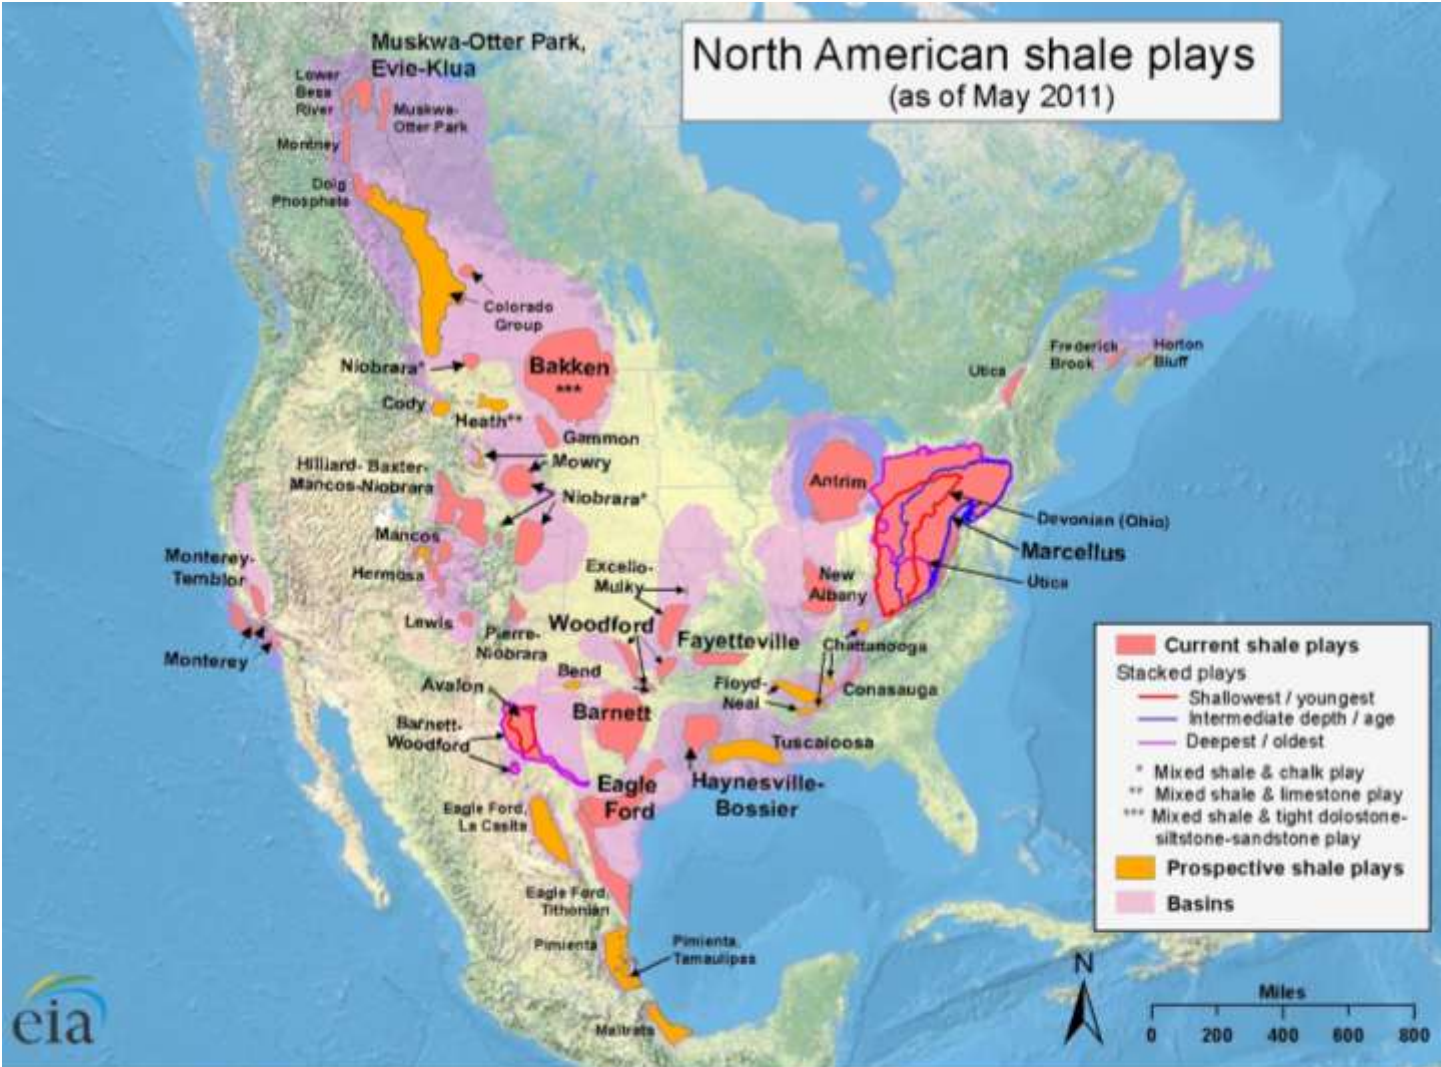 North American shale plays
(as of May 2011)
Muskwa-Otter Park,
Evie-Klua
Lower
Besa
River
Muskwa-
Otter Park
Montney
Doig
Phosphate
Colorado
Group
Niobrara*
Bakken
***
Cody
Heath**
Gammon
Mowry
Hilliard- Baxter-
Mancos-Niobrara
Niobrara*
Mancos
Hermosa
Monterey-
Temblor
Monterey
Lewis
Pierre-
Niobrara
Excello-
Mulky
Woodford
Fayetteville
Bend
Avalon
Barnett
Barnett-
Woodford
Antrim
New
Albany
Utica
Frederick
Brook
Horton
Bluff
Devonian (Ohio)
Marcellus
Utica
Chattanooga
Floyd-
Neal
Conasauga
Tuscaloosa
Haynesville-
Bossier
Eagle
Ford
Eagle Ford,
La Casita
Eagle Ford,
Tithonian
Pimienta
Pimienta,
Tamaulipas
Maltrata
Current shale plays
Stacked plays
Shallowest / youngest
Intermediate depth / age
Deepest / oldest
* Mixed shale & chalk play
** Mixed shale & limestone play
*** Mixed shale & tight dolostone-
siltstone-sandstone play
Prospective shale plays
Basins
N
Miles
0 200 400 600 800
eia